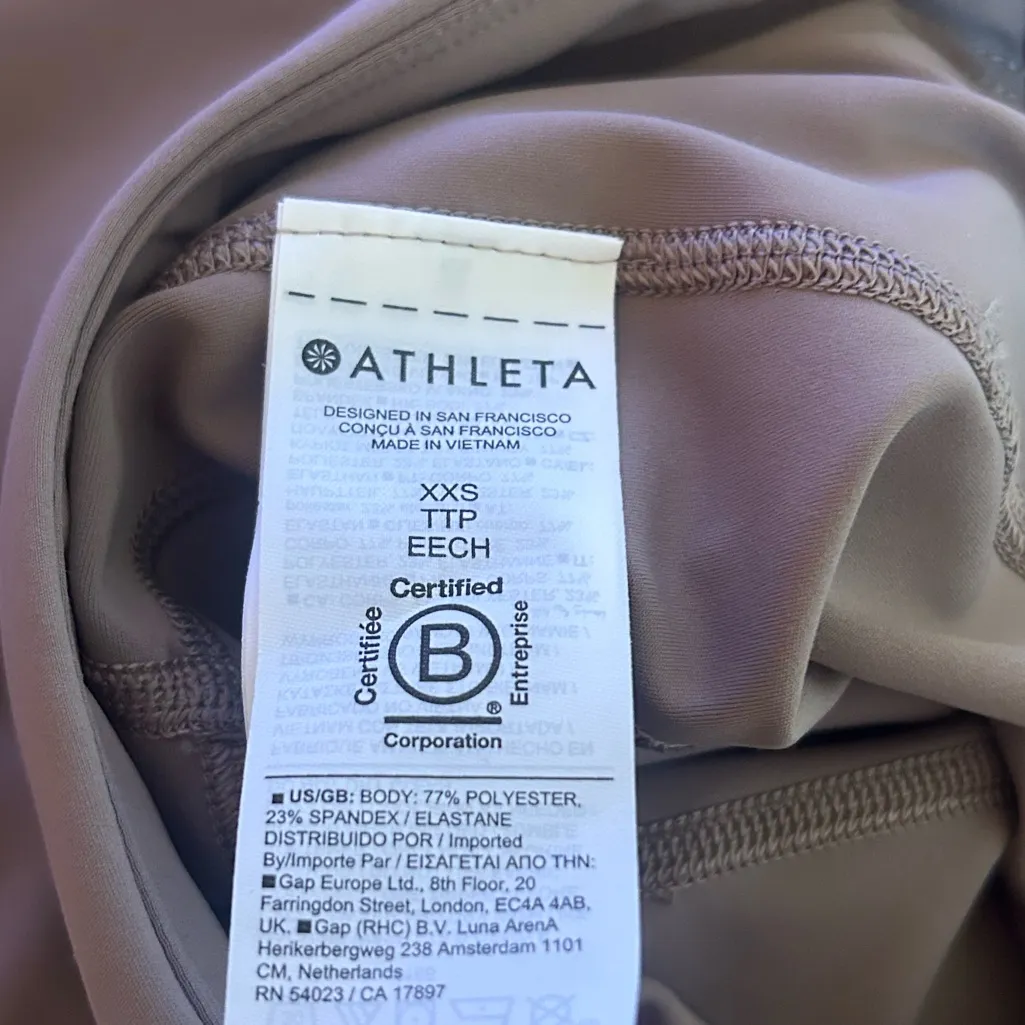 ATHLETA
DESIGNED IN SAN FRANCISCO
CONÇU À SAN FRANCISCO
MADE IN VIETNAM
XXS
TTP
EECH
Certified
Certifiée
B
Entreprise
®
Corporation
US/GB: BODY: 77% POLYESTER,
23% SPANDEX / ELASTANE
DISTRIBUIDO POR / Imported
By/Importe Par / ΕΙΣΑΓΕΤΑΙ ΑΠΟ ΤΗΝ:
Gap Europe Ltd., 8th Floor, 20
Farringdon Street, London, EC4A 4AB,
UK. Gap (RHC) B.V. Luna ArenA
Herikerbergweg 238 Amsterdam 1101
CM, Netherlands
RN 54023 / CA 17897